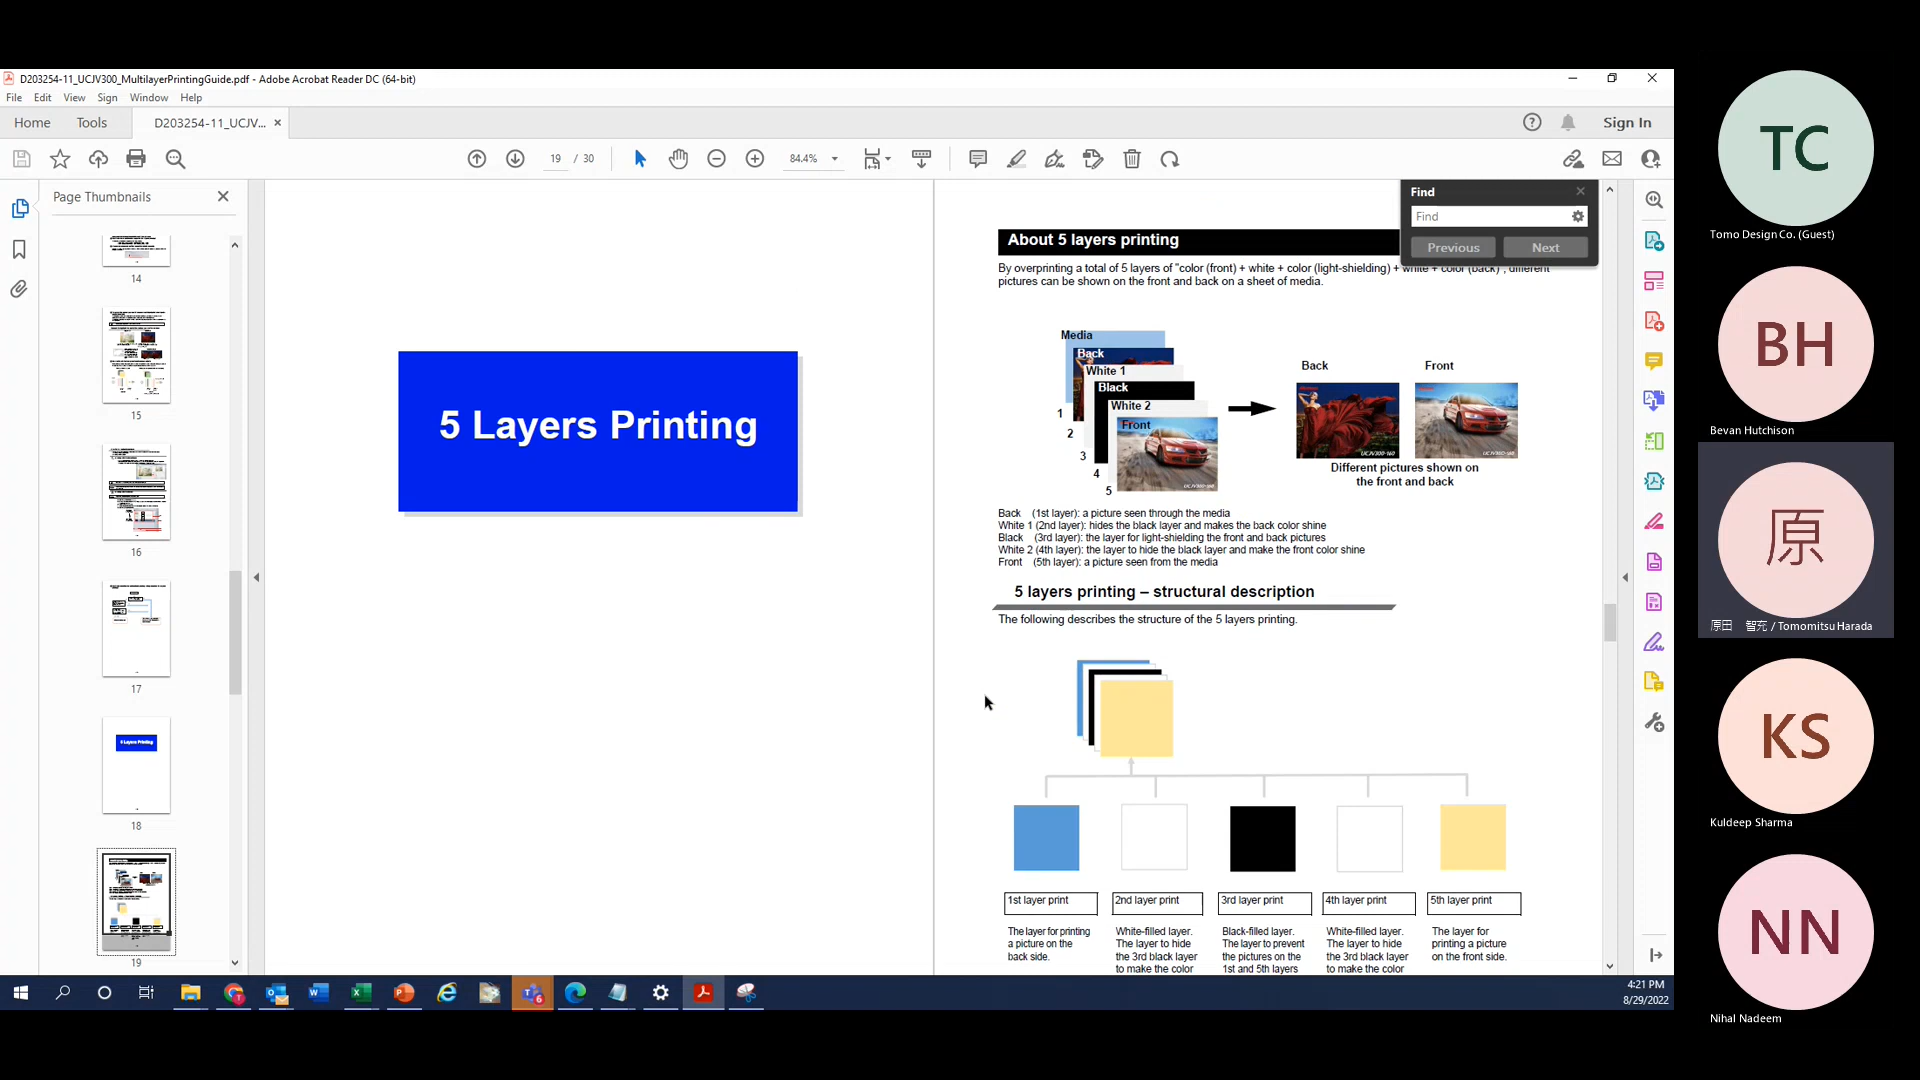 D203254-11_UCJV300_MultilayerPrintingGuide.pdf - Adobe Acrobat Reader DC (64-bit)
File Edit View Sign Window Help
Home Tools D203254-11_UCJV... × Sign In
19 / 30 84.4%
Page Thumbnails
14
15
16
17
5 Layers Printing
18
19
5 Layers Printing
Find
Find
Previous Next
About 5 layers printing
By overprinting a total of 5 layers of "color (front) + white + color (light-shielding) + white + color (back)", different
pictures can be shown on the front and back on a sheet of media.
Media
Back
White 1
Black
White 2
Front
1
2
3
4
5
UCJV300-160
Back Front
UCJV300-160 UCJV300-160
Different pictures shown on
the front and back
Back (1st layer): a picture seen through the media
White 1 (2nd layer): hides the black layer and makes the back color shine
Black (3rd layer): the layer for light-shielding the front and back pictures
White 2 (4th layer): the layer to hide the black layer and make the front color shine
Front (5th layer): a picture seen from the media
5 layers printing – structural description
The following describes the structure of the 5 layers printing.
1st layer print 2nd layer print 3rd layer print 4th layer print 5th layer print
The layer for printing
a picture on the
back side.
White-filled layer.
The layer to hide
the 3rd black layer
to make the color
Black-filled layer.
The layer to prevent
the pictures on the
1st and 5th layers
White-filled layer.
The layer to hide
the 3rd black layer
to make the color
The layer for
printing a picture
on the front side.
4:21 PM
8/29/2022
TC
Tomo Design Co. (Guest)
BH
Bevan Hutchison
原
原田 智充 / Tomomitsu Harada
KS
Kuldeep Sharma
NN
Nihal Nadeem